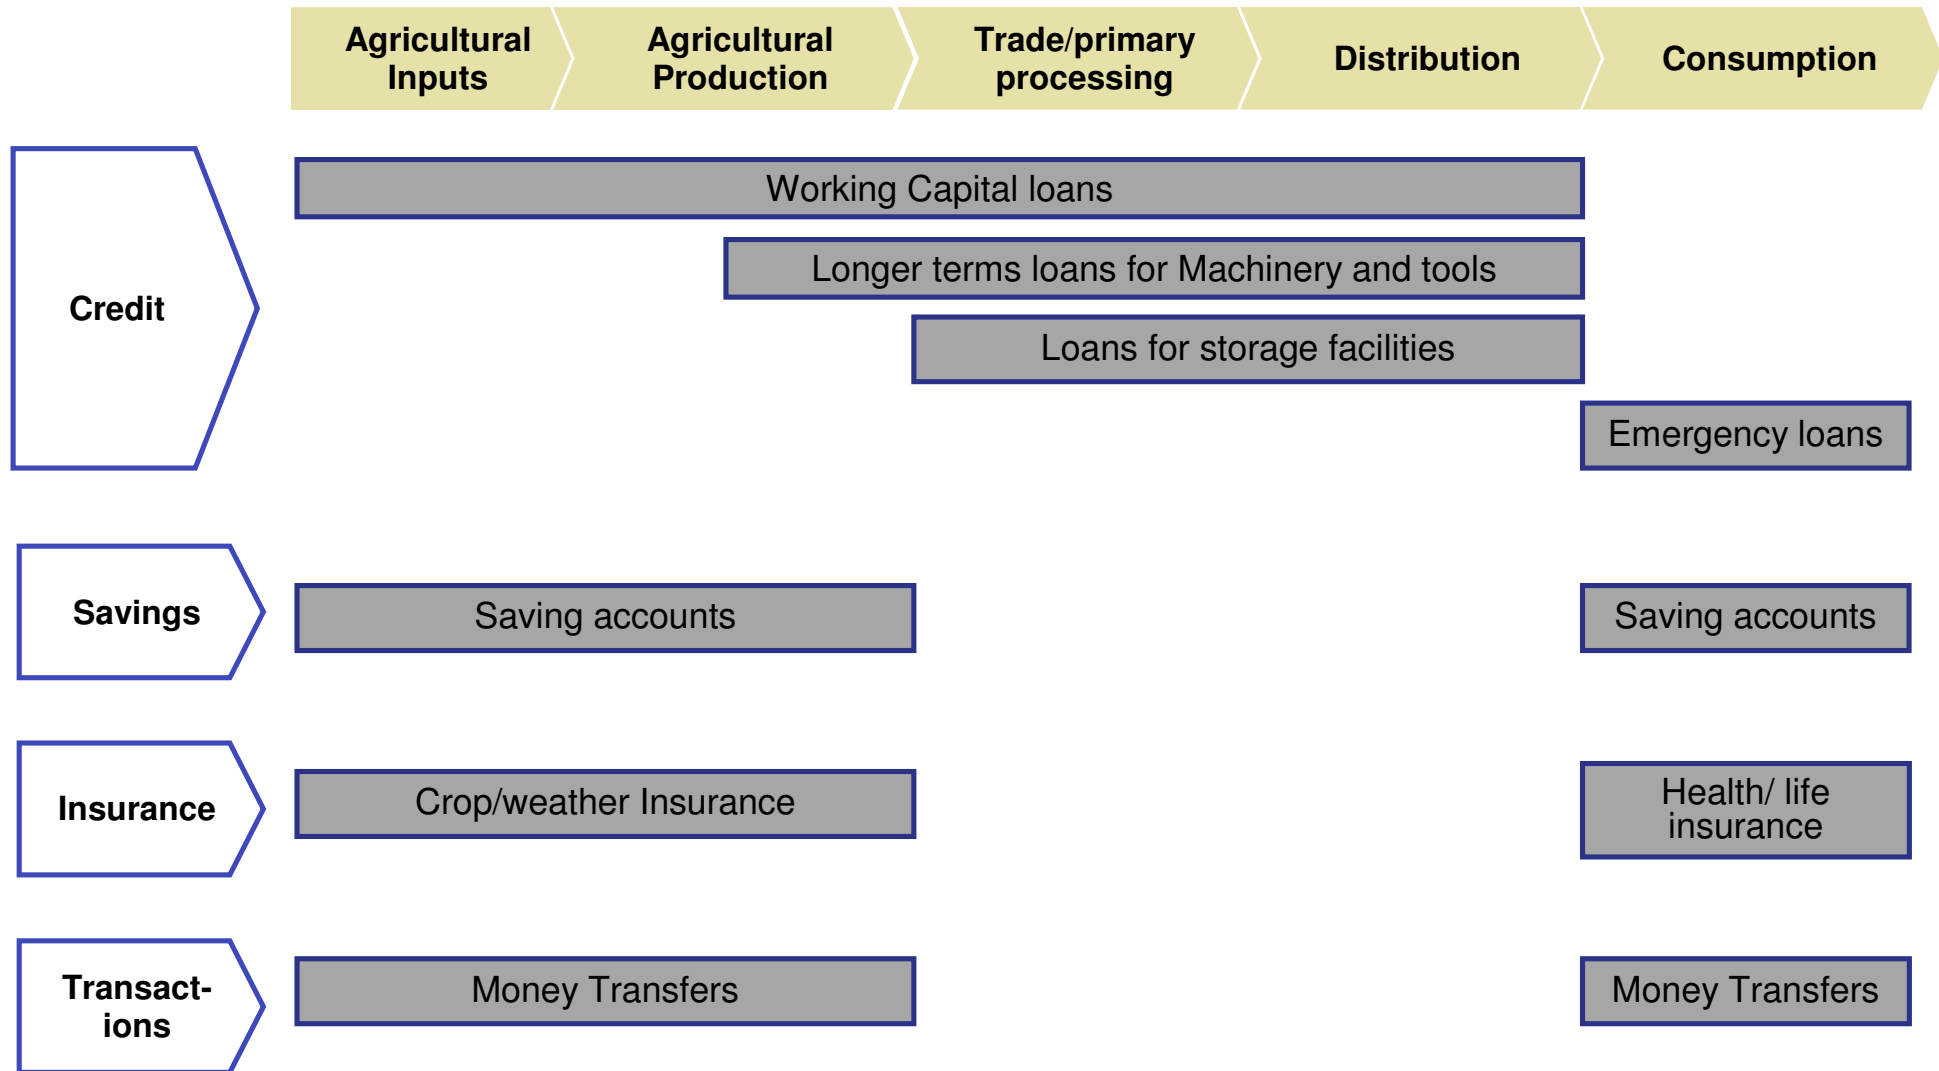 Agricultural
Inputs
Agricultural
Production
Trade/primary
processing
Distribution
Consumption
Credit
Working Capital loans
Longer terms loans for Machinery and tools
Loans for storage facilities
Emergency loans
Savings
Saving accounts
Saving accounts
Insurance
Crop/weather Insurance
Health/ life
insurance
Transact-
ions
Money Transfers
Money Transfers